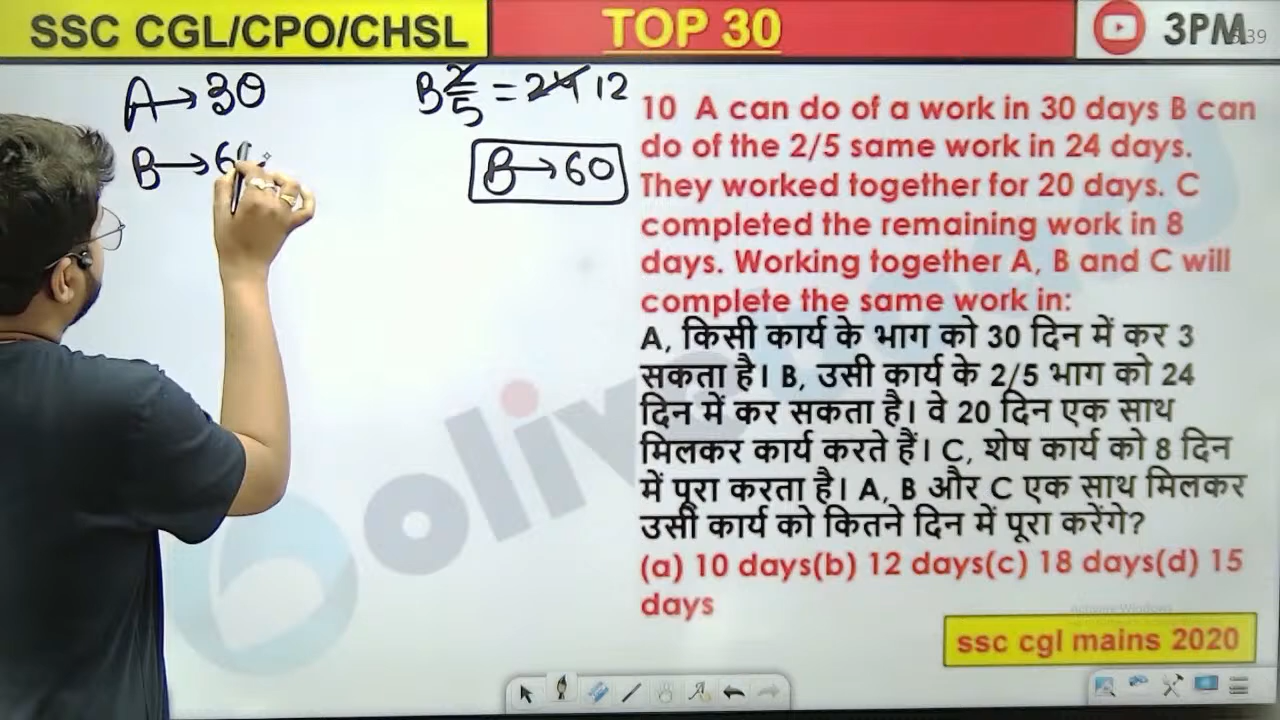 SSC CGL/CPO/CHSL
TOP 30
3PM
:39
A→30
B→6
B 2/5 = 24 12
B→60
10 A can do of a work in 30 days B can
do of the 2/5 same work in 24 days.
They worked together for 20 days. C
completed the remaining work in 8
days. Working together A, B and C will
complete the same work in:
A, किसी कार्य के भाग को 30 दिन में कर 3
सकता है। B, उसी कार्य के 2/5 भाग को 24
दिन में कर सकता है। वे 20 दिन एक साथ
मिलकर कार्य करते हैं। C, शेष कार्य को 8 दिन
में पूरा करता है। A, B और C एक साथ मिलकर
उसी कार्य को कितने दिन में पूरा करेंगे?
(a) 10 days(b) 12 days(c) 18 days(d) 15
days
Activate Windows
ssc cgl mains 2020